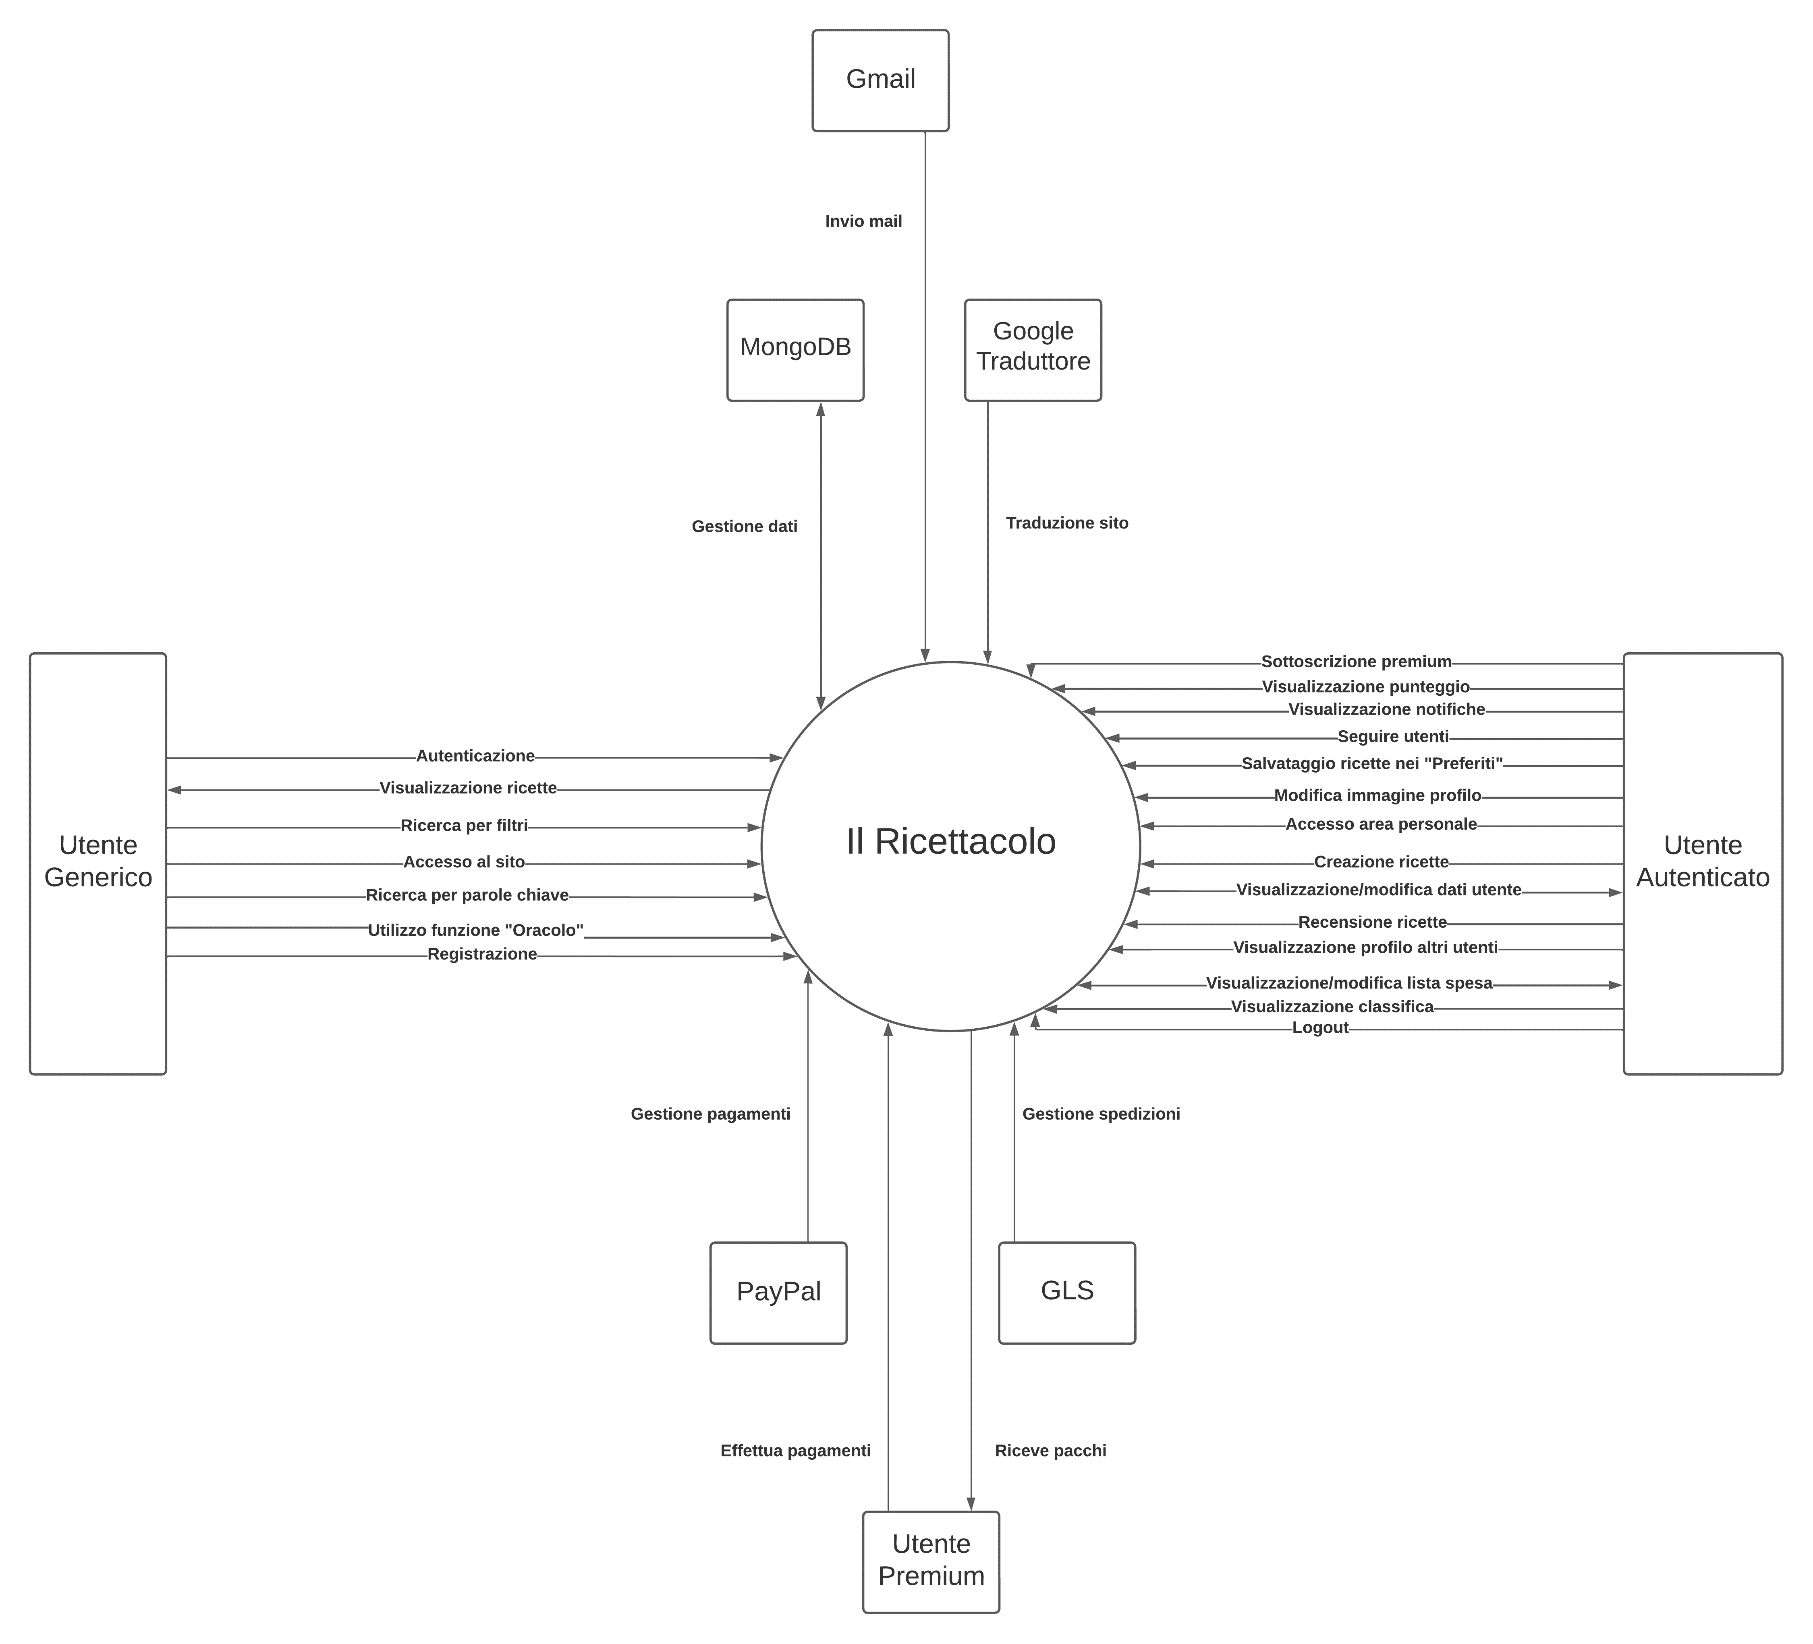 Gmail
Invio mail
MongoDB
Google
Traduttore
Gestione dati
Traduzione sito
Utente
Generico
Autenticazione
Visualizzazione ricette
Ricerca per filtri
Accesso al sito
Ricerca per parole chiave
Utilizzo funzione "Oracolo"
Registrazione
Il Ricettacolo
Sottoscrizione premium
Visualizzazione punteggio
Visualizzazione notifiche
Seguire utenti
Salvataggio ricette nei "Preferiti"
Modifica immagine profilo
Accesso area personale
Creazione ricette
Visualizzazione/modifica dati utente
Recensione ricette
Visualizzazione profilo altri utenti
Visualizzazione/modifica lista spesa
Visualizzazione classifica
Logout
Utente
Autenticato
Gestione pagamenti
Gestione spedizioni
PayPal
GLS
Effettua pagamenti
Riceve pacchi
Utente
Premium